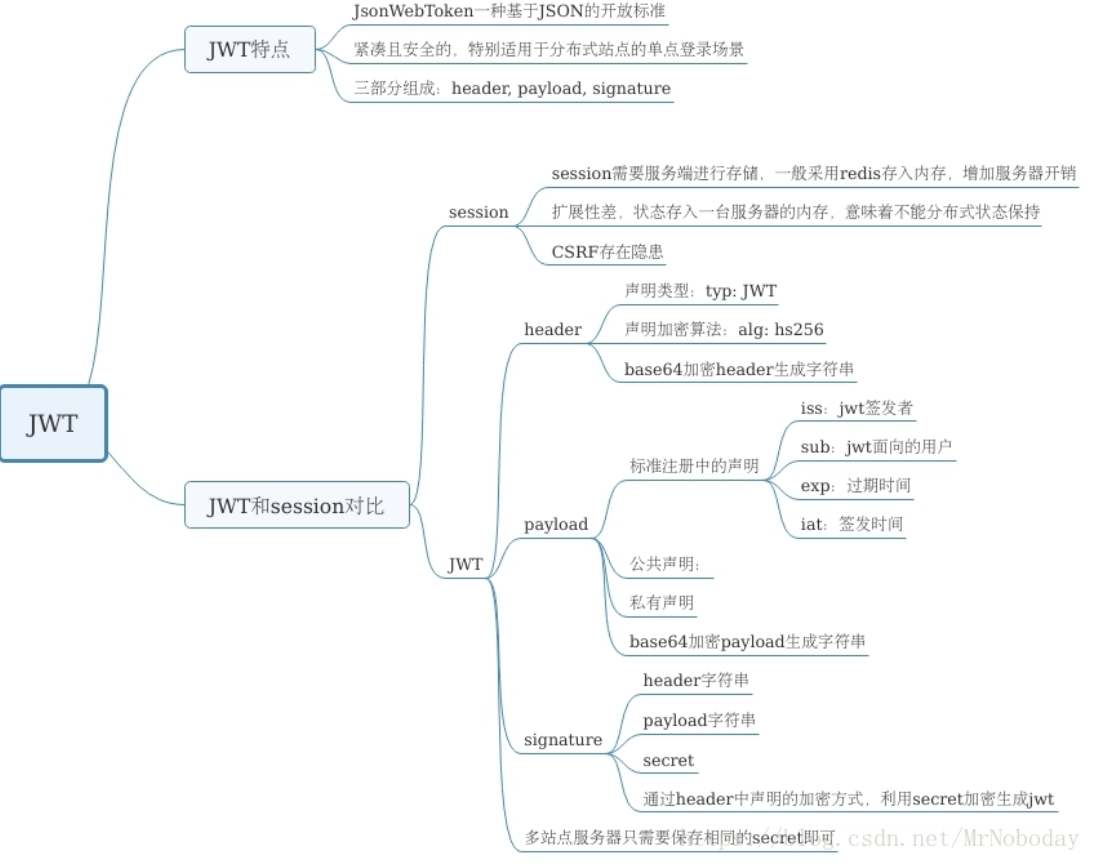 JWT
JWT特点
JsonWebToken一种基于JSON的开放标准
紧凑且安全的，特别适用于分布式站点的单点登录场景
三部分组成：header, payload, signature
JWT和session对比
session
session需要服务端进行存储，一般采用redis存入内存，增加服务器开销
扩展性差，状态存入一台服务器的内存，意味着不能分布式状态保持
CSRF存在隐患
JWT
header
声明类型：typ: JWT
声明加密算法：alg: hs256
base64加密header生成字符串
payload
标准注册中的声明
iss：jwt签发者
sub：jwt面向的用户
exp：过期时间
iat：签发时间
公共声明：
私有声明
base64加密payload生成字符串
signature
header字符串
payload字符串
secret
通过header中声明的加密方式，利用secret加密生成jwt
多站点服务器只需要保存相同的secret即可
https://blog.csdn.net/MrNoboday